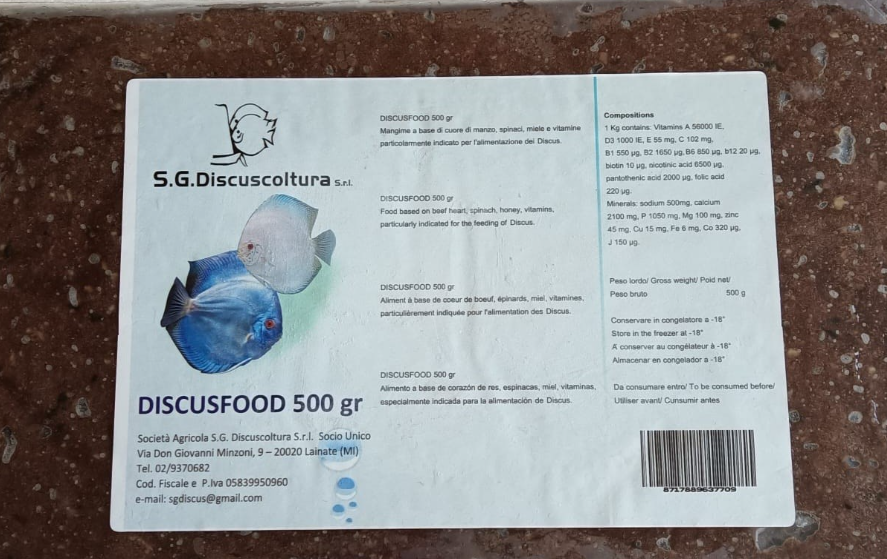 S.G.Discuscoltura S.r.l.
DISCUSFOOD 500 gr
Società Agricola S.G. Discuscoltura S.r.l. Socio Unico
Via Don Giovanni Minzoni, 9 – 20020 Lainate (MI)
Tel. 02/9370682
Cod. Fiscale e P.Iva 05839950960
e-mail: sgdiscus@gmail.com
DISCUSFOOD 500 gr
Mangime a base di cuore di manzo, spinaci, miele e vitamine
particolarmente indicato per l'alimentazione dei Discus.
DISCUSFOOD 500 gr
Food based on beef heart, spinach, honey, vitamins,
particularly indicated for the feeding of Discus.
DISCUSFOOD 500 gr
Aliment à base de coeur de boeuf, épinards, miel, vitamines,
particulièrement indiquée pour l'alimentation des Discus.
DISCUSFOOD 500 gr
Alimento a base de corazón de res, espinacas, miel, vitaminas,
especialmente indicada para la alimentación de Discus.
Compositions
1 Kg contains: Vitamins A 56000 IE,
D3 1000 IE, E 55 mg, C 102 mg,
B1 550 µg, B2 1650 µg, B6 850 µg, b12 20 µg,
biotin 10 µg, nicotinic acid 6500 µg,
pantothenic acid 2000 µg, folic acid
220 µg.
Minerals: sodium 500mg, calcium
2100 mg, P 1050 mg, Mg 100 mg, zinc
45 mg, Cu 15 mg, Fe 6 mg, Co 320 µg,
J 150 µg.
Peso lordo/ Gross weight/ Poid net/
Peso bruto 500 g
Conservare in congelatore a -18°
Store in the freezer at -18°
A conserver au congélateur à -18°
Almacenar en congelador a -18°
Da consumare entro/ To be consumed before/
Utiliser avant/ Cunsumir antes
8717889637709